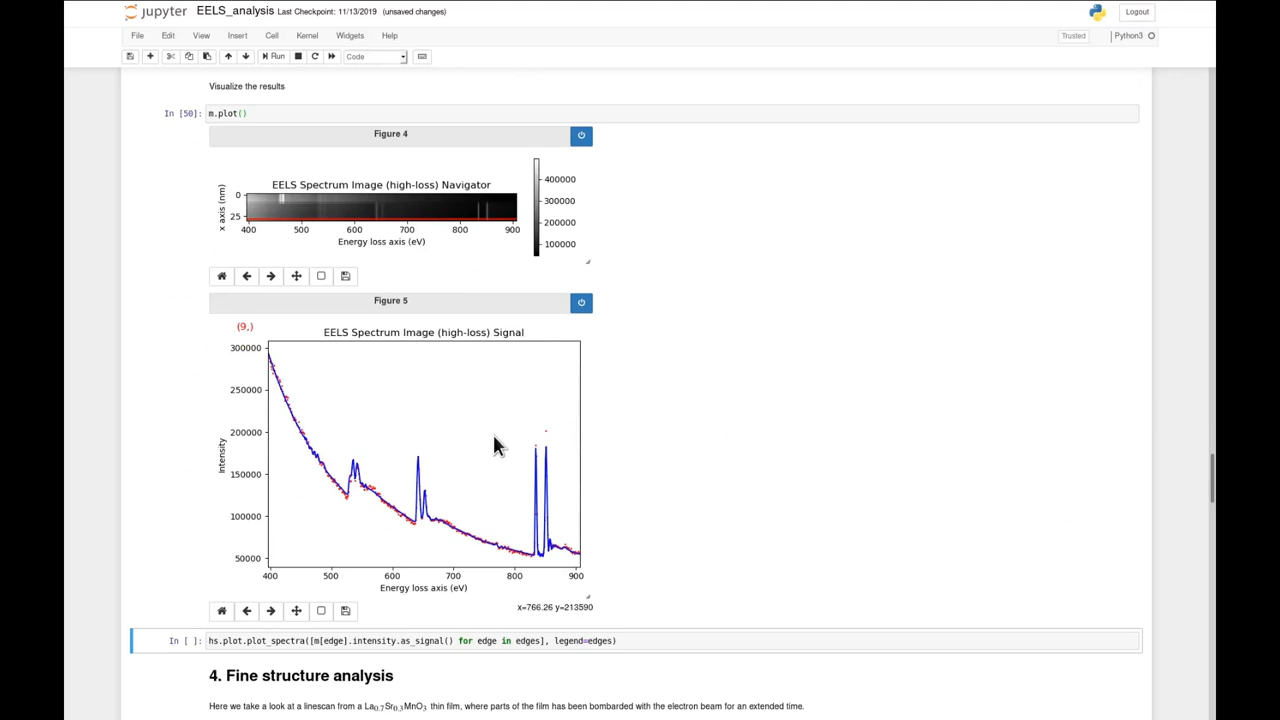 jupyter EELS_analysis Last Checkpoint: 11/13/2019 (unsaved changes) Logout
File Edit View Insert Cell Kernel Widgets Help Trusted Python3
Run Code
Visualize the results
In [50]: m.plot()
Figure 4
EELS Spectrum Image (high-loss) Navigator
x axis (nm)
0
25
400 500 600 700 800 900
Energy loss axis (eV)
400000
300000
200000
100000
Figure 5
(9,)
EELS Spectrum Image (high-loss) Signal
Intensity
300000
250000
200000
150000
100000
50000
400 500 600 700 800 900
Energy loss axis (eV)
x=766.26 y=213590
In [ ]: hs.plot.plot_spectra([m[edge].intensity.as_signal() for edge in edges], legend=edges)
4. Fine structure analysis
Here we take a look at a linescan from a La0.7Sr0.3MnO3 thin film, where parts of the film has been bombarded with the electron beam for an extended time.